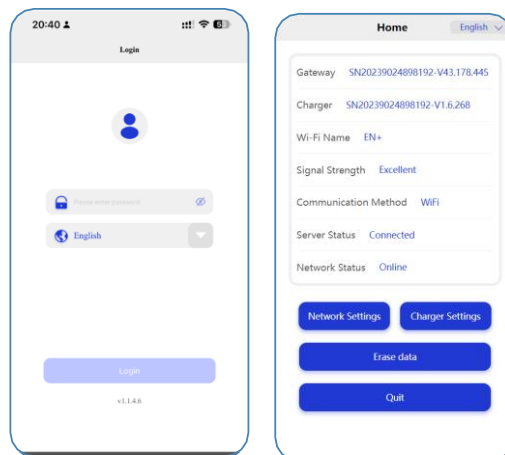 20:40
Login
Please enter password
English
Login
v1.1.4.6
Home
English
Gateway SN20239024898192-V43.178.445
Charger SN20239024898192-V1.6.268
Wi-Fi Name EN+
Signal Strength Excellent
Communication Method WiFi
Server Status Connected
Network Status Online
Network Settings
Charger Settings
Erase data
Quit